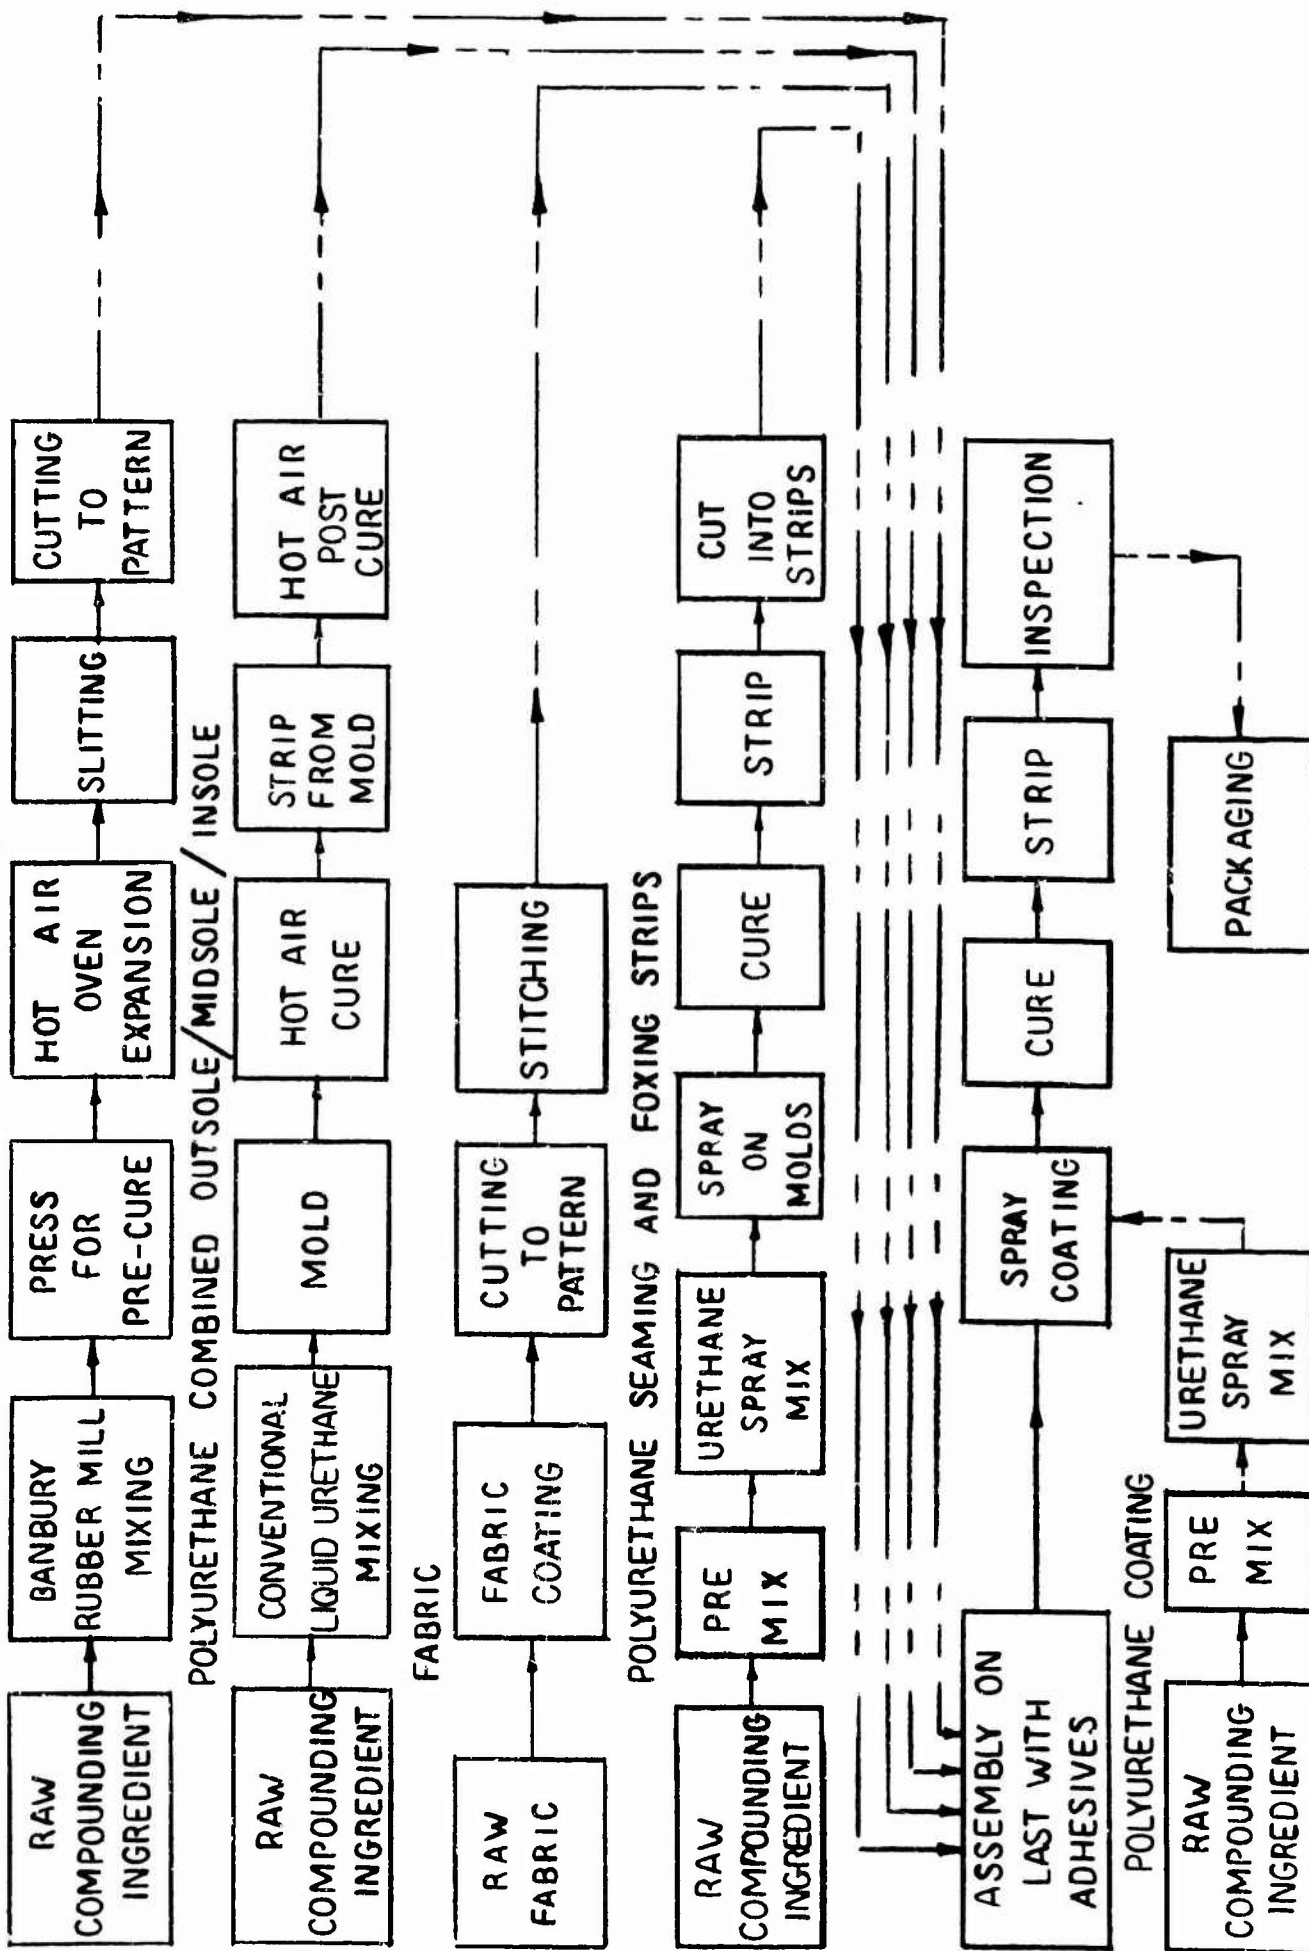 RAW
COMPOUNDING
INGREDIENT
BANBURY
RUBBER MILL
MIXING
PRESS
FOR
PRE-CURE
HOT AIR
OVEN
EXPANSION
SLITTING
CUTTING
TO
PATTERN
POLYURETHANE COMBINED OUTSOLE/MIDSOLE/INSOLE
RAW
COMPOUNDING
INGREDIENT
CONVENTIONAL
LIQUID URETHANE
MIXING
MOLD
HOT AIR
CURE
STRIP
FROM
MOLD
HOT AIR
POST
CURE
FABRIC
RAW
FABRIC
FABRIC
COATING
CUTTING
TO
PATTERN
STITCHING
POLYURETHANE SEAMING AND FOXING STRIPS
RAW
COMPOUNDING
INGREDIENT
PRE
MIX
URETHANE
SPRAY
MIX
SPRAY
ON
MOLDS
CURE
STRIP
CUT
INTO
STRIPS
ASSEMBLY ON
LAST WITH
ADHESIVES
SPRAY
COATING
CURE
STRIP
INSPECTION
POLYURETHANE COATING
RAW
COMPOUNDING
INGREDIENT
PRE
MIX
URETHANE
SPRAY
MIX
PACKAGING